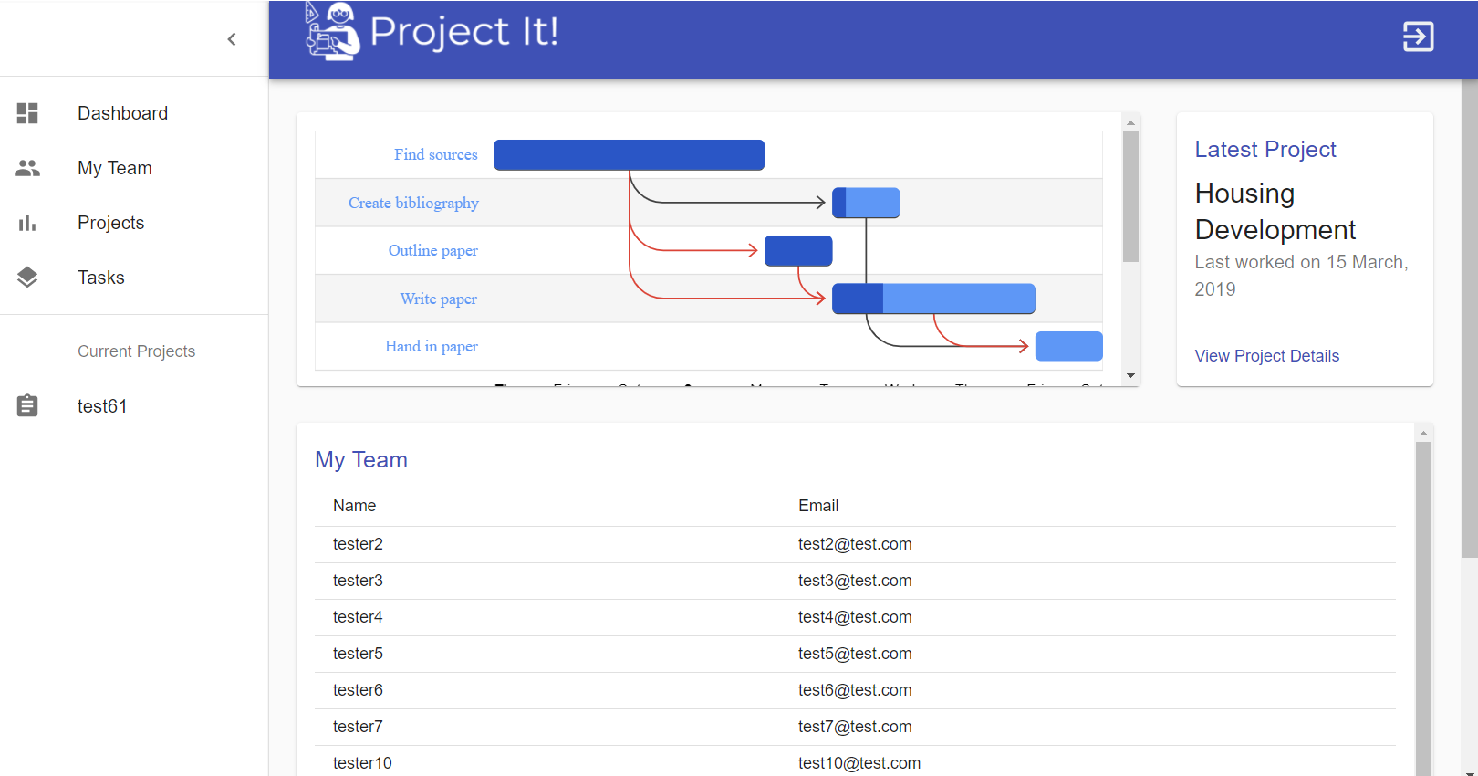 Project It!
Dashboard
My Team
Projects
Tasks
Current Projects
test61
Find sources
Create bibliography
Outline paper
Write paper
Hand in paper
Latest Project
Housing
Development
Last worked on 15 March,
2019
View Project Details
My Team
Name Email
tester2 test2@test.com
tester3 test3@test.com
tester4 test4@test.com
tester5 test5@test.com
tester6 test6@test.com
tester7 test7@test.com
tester10 test10@test.com